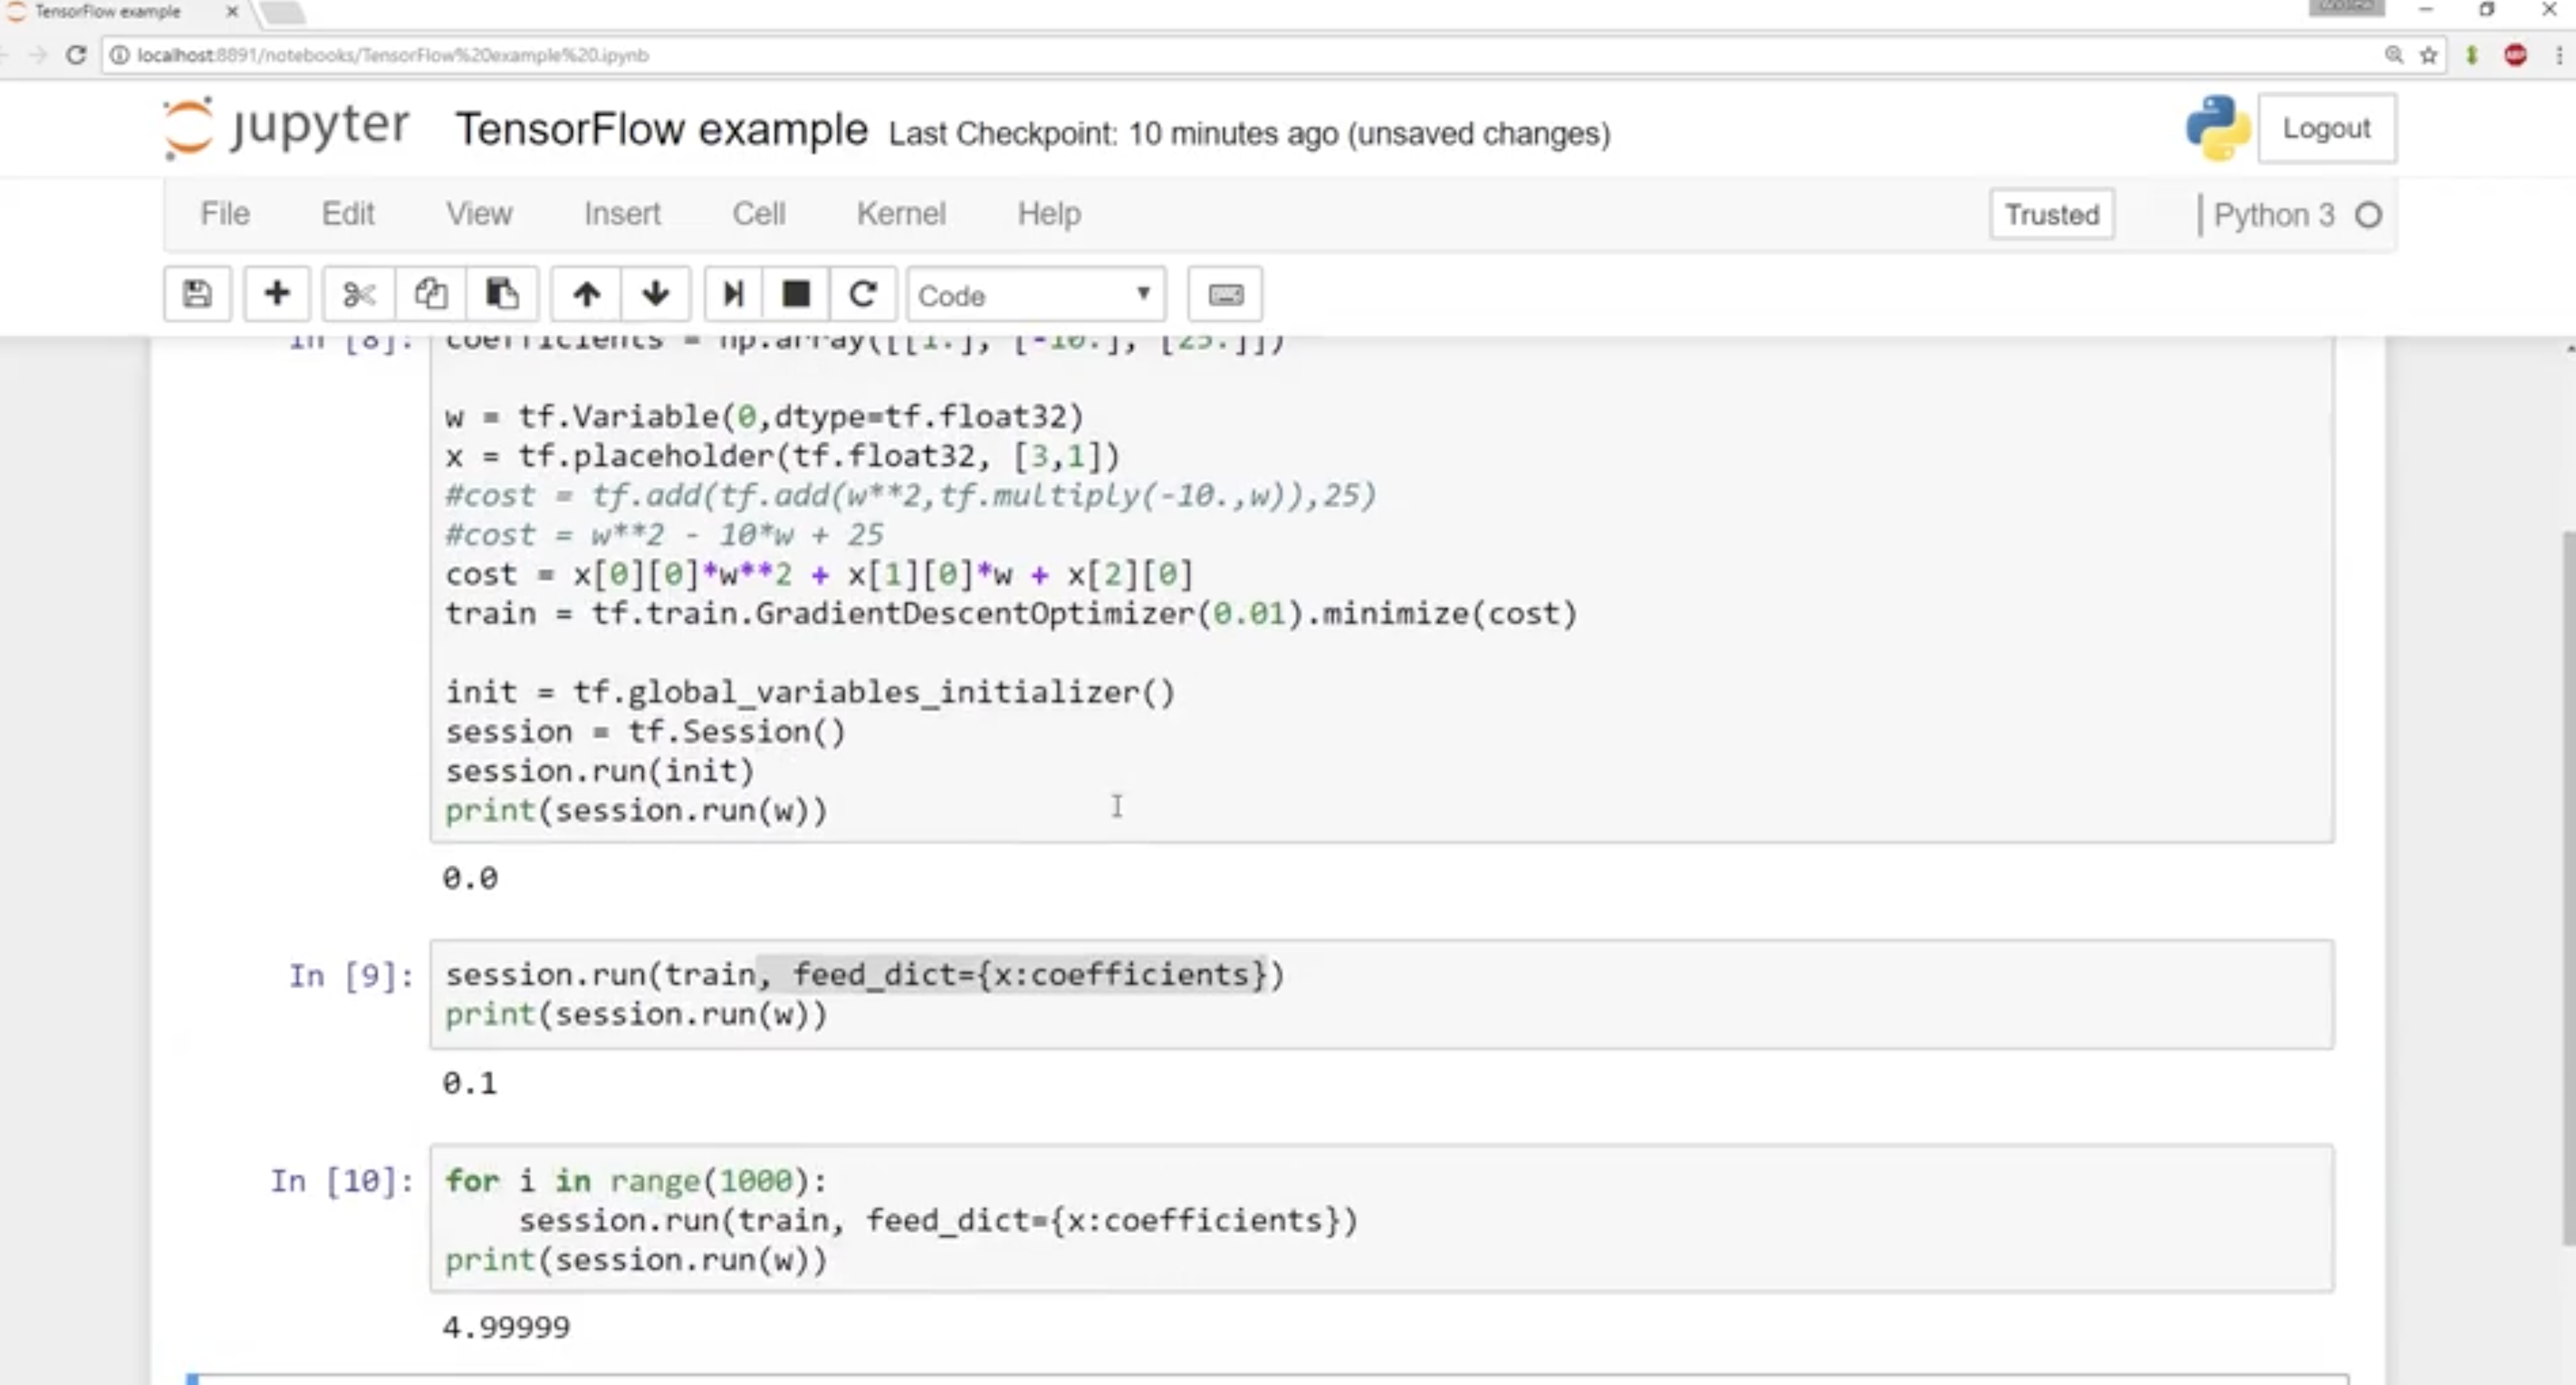 TensorFlow example
localhost:8891/notebooks/TensorFlow%20example%20.ipynb
ABP
jupyter TensorFlow example Last Checkpoint: 10 minutes ago (unsaved changes)
Logout
File Edit View Insert Cell Kernel Help Trusted Python 3
Code
In [8]: coefficients = np.array([[1.], [-10.], [25.]])
w = tf.Variable(0,dtype=tf.float32)
x = tf.placeholder(tf.float32, [3,1])
#cost = tf.add(tf.add(w**2,tf.multiply(-10.,w)),25)
#cost = w**2 - 10*w + 25
cost = x[0][0]*w**2 + x[1][0]*w + x[2][0]
train = tf.train.GradientDescentOptimizer(0.01).minimize(cost)
init = tf.global_variables_initializer()
session = tf.Session()
session.run(init)
print(session.run(w))
0.0
In [9]: session.run(train, feed_dict={x:coefficients})
print(session.run(w))
0.1
In [10]: for i in range(1000):
session.run(train, feed_dict={x:coefficients})
print(session.run(w))
4.99999